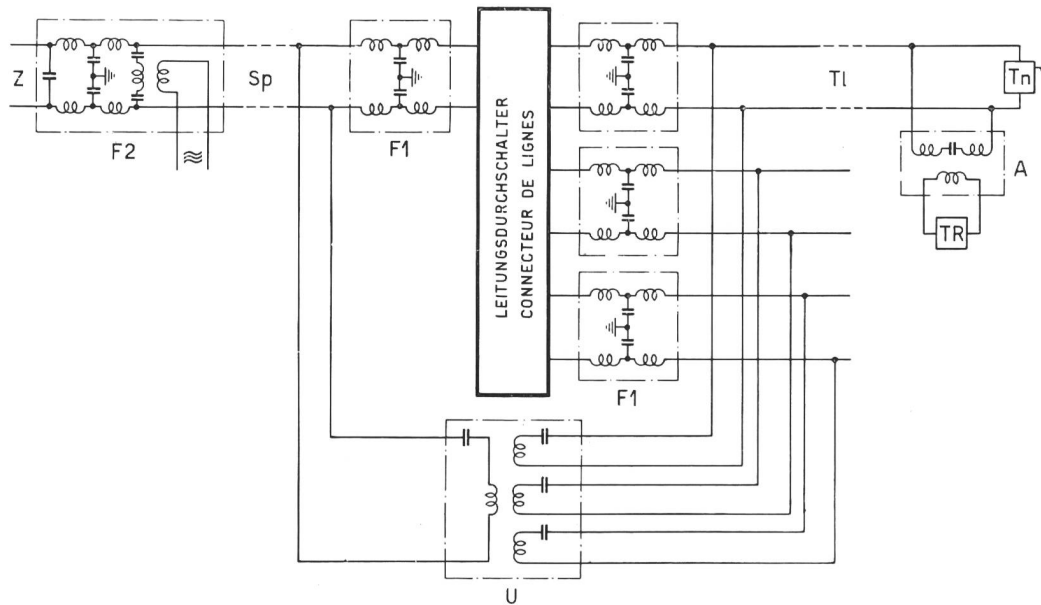 Z
F2
≋
Sp
F1
LEITUNGSDURCHSCHALTER
CONNECTEUR DE LIGNES
F1
Tl
Tn
A
TR
U